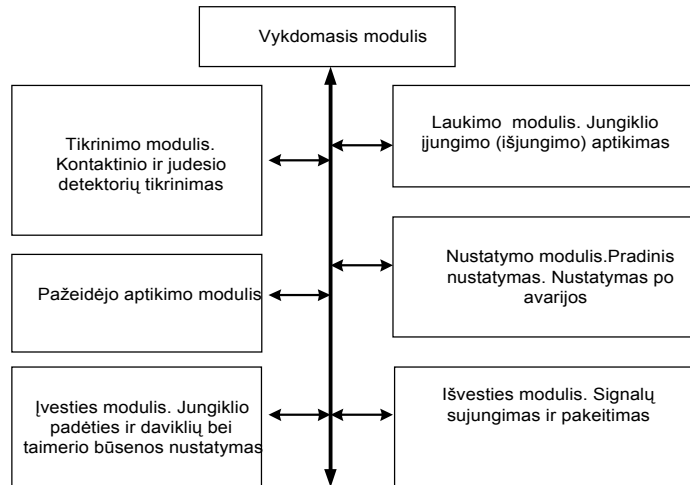 Vykdomasis modulis
Tikrinimo modulis.
Kontaktinio ir judesio
detektorių tikrinimas
Laukimo modulis. Jungiklio
įjungimo (išjungimo) aptikimas
Pažeidėjo aptikimo modulis
Nustatymo modulis.Pradinis
nustatymas. Nustatymas po
avarijos
Įvesties modulis. Jungiklio
padėties ir daviklių bei
taimerio būsenos nustatymas
Išvesties modulis. Signalų
sujungimas ir pakeitimas